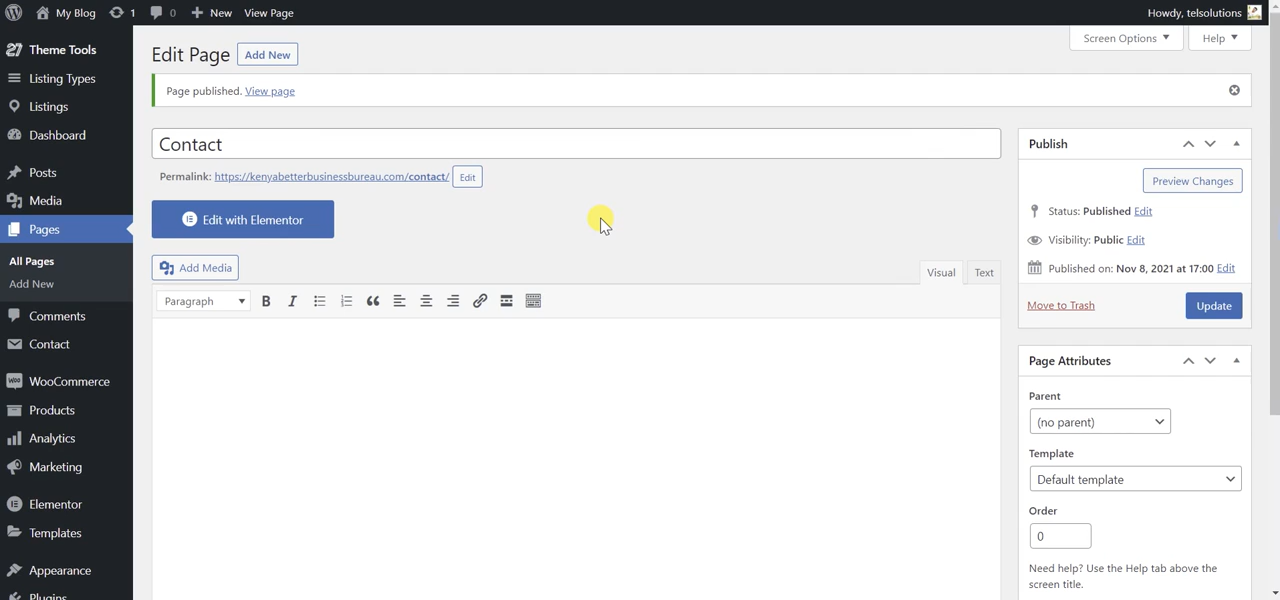 My Blog 1 0 New View Page Howdy, telsolutions
Screen Options Help
Theme Tools
Listing Types
Listings
Dashboard
Posts
Media
Pages
All Pages
Add New
Comments
Contact
WooCommerce
Products
Analytics
Marketing
Elementor
Templates
Appearance
Plugins
Edit Page Add New
Page published. View page
Contact
Permalink: https://kenyabetterbusinessbureau.com/contact/ Edit
Edit with Elementor
Add Media
Visual Text
Paragraph B I
Publish
Preview Changes
Status: Published Edit
Visibility: Public Edit
Published on: Nov 8, 2021 at 17:00 Edit
Move to Trash Update
Page Attributes
Parent
(no parent)
Template
Default template
Order
0
Need help? Use the Help tab above the
screen title.